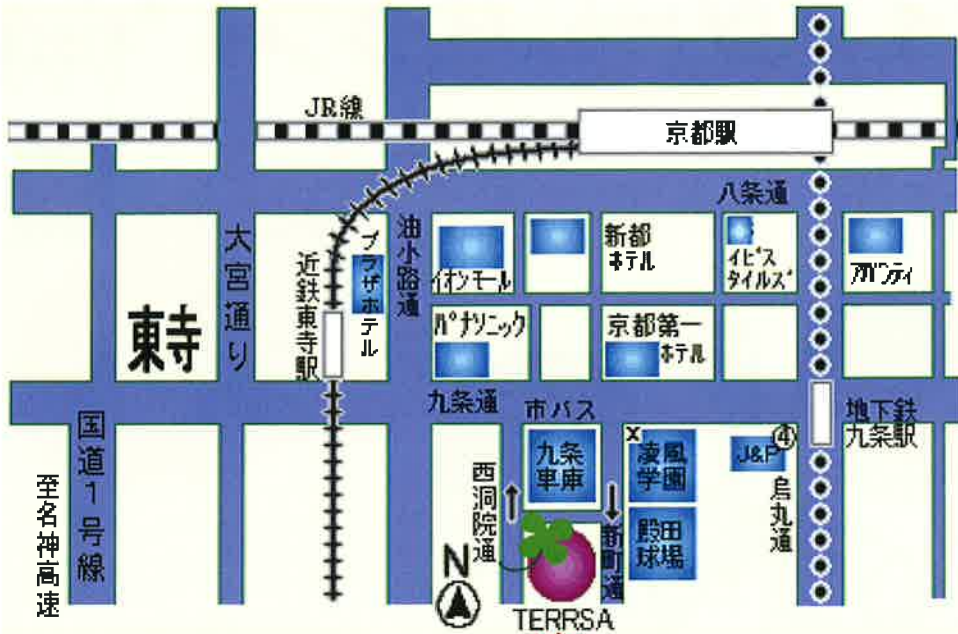 JR線
京都駅
八条通
大宮通り
近鉄東寺駅
プラザホテル
油小路通
イオンモール
新都
ホテル
イビス
タイルズ
アバンティ
東寺
パナソニック
京都第一
ホテル
九条通
市バス
地下鉄
九条駅
国道1号線
至名神高速
西洞院通
九条
車庫
X
凌風
学園
J&P
④
烏丸通
殿田
球場
新町通
N
TERRSA